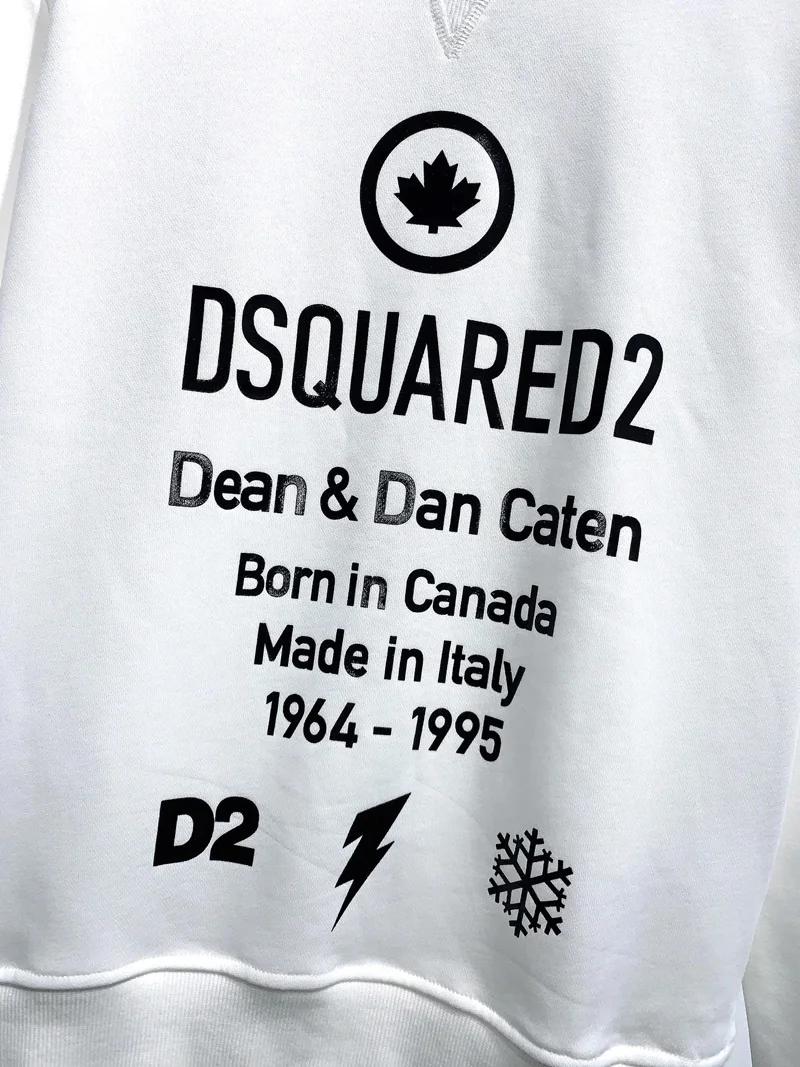 DSQUARED2
Dean & Dan Caten
Born in Canada
Made in Italy
1964 - 1995
D2